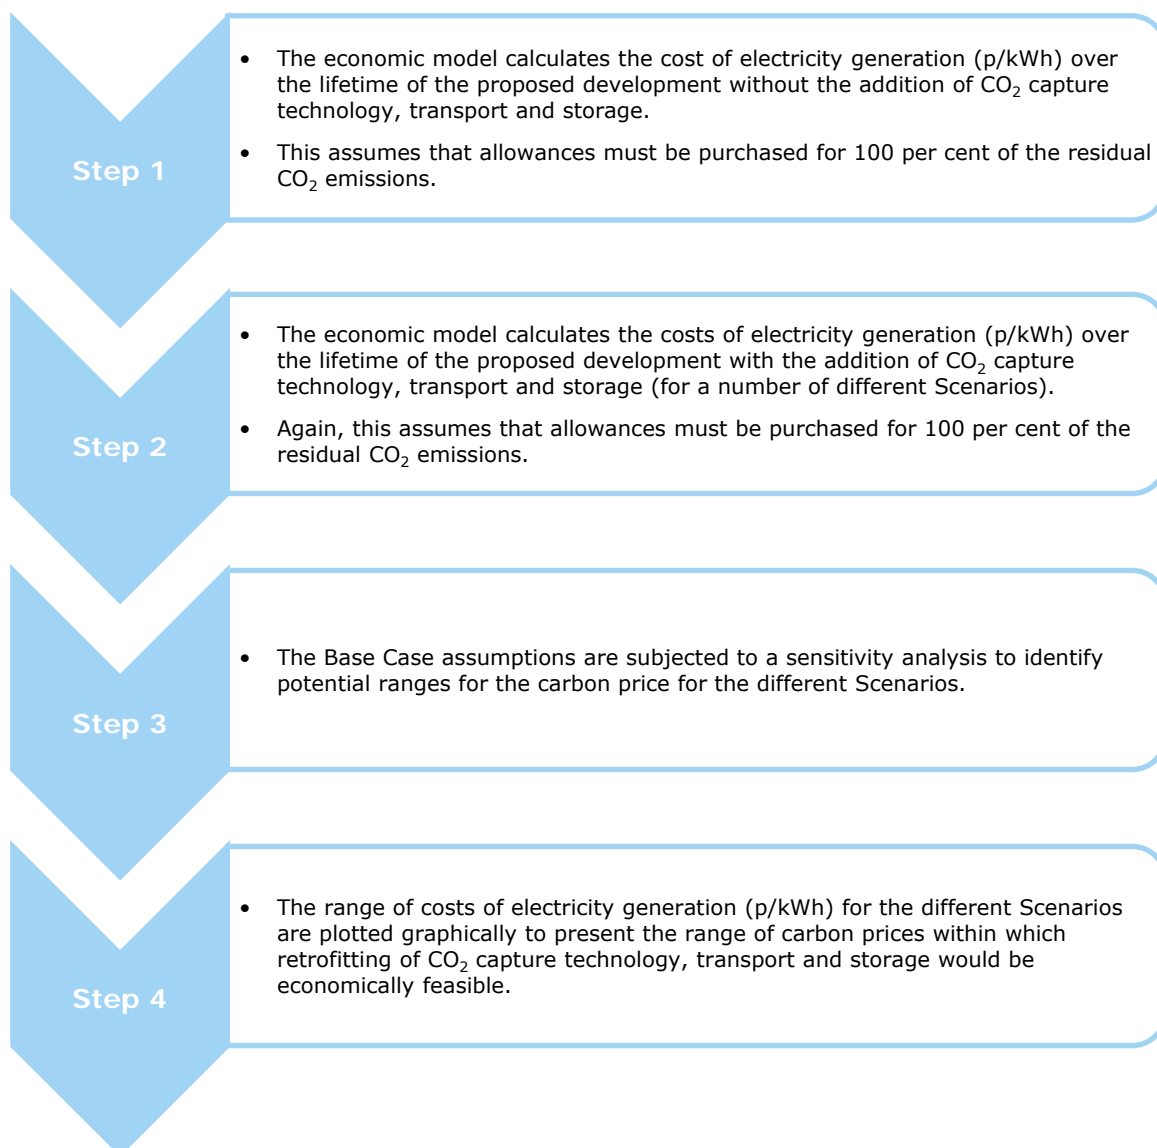 • The economic model calculates the cost of electricity generation (p/kWh) over
the lifetime of the proposed development without the addition of CO₂ capture
technology, transport and storage.
• This assumes that allowances must be purchased for 100 per cent of the residual
CO₂ emissions.
Step 1
• The economic model calculates the costs of electricity generation (p/kWh) over
the lifetime of the proposed development with the addition of CO₂ capture
technology, transport and storage (for a number of different Scenarios).
• Again, this assumes that allowances must be purchased for 100 per cent of the
residual CO₂ emissions.
Step 2
• The Base Case assumptions are subjected to a sensitivity analysis to identify
potential ranges for the carbon price for the different Scenarios.
Step 3
• The range of costs of electricity generation (p/kWh) for the different Scenarios
are plotted graphically to present the range of carbon prices within which
retrofitting of CO₂ capture technology, transport and storage would be
economically feasible.
Step 4